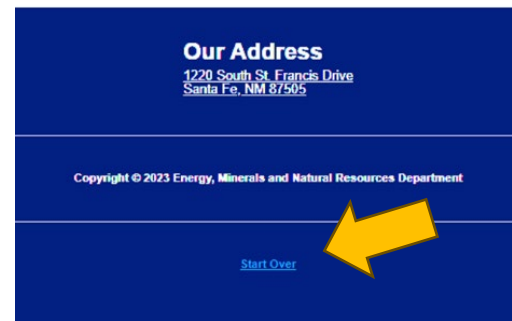 Our Address
1220 South St. Francis Drive
Santa Fe, NM 87505
Copyright © 2023 Energy, Minerals and Natural Resources Department
Start Over